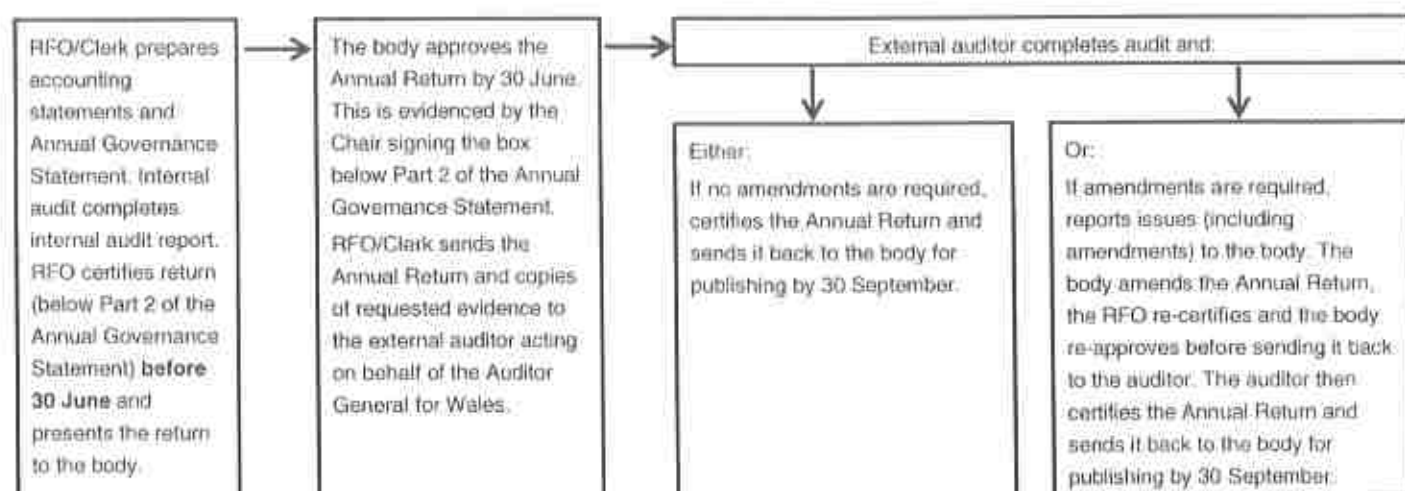 RFO/Clerk prepares
accounting
statements and
Annual Governance
Statement. Internal
audit completes
internal audit report.
RFO certifies return
(below Part 2 of the
Annual Governance
Statement) before
30 June and
presents the return
to the body.
The body approves the
Annual Return by 30 June.
This is evidenced by the
Chair signing the box
below Part 2 of the Annual
Governance Statement.
RFO/Clerk sends the
Annual Return and copies
of requested evidence to
the external auditor acting
on behalf of the Auditor
General for Wales.
External auditor completes audit and:
Either:
If no amendments are required,
certifies the Annual Return and
sends it back to the body for
publishing by 30 September.
Or:
If amendments are required,
reports issues (including
amendments) to the body. The
body amends the Annual Return,
the RFO re-certifies and the body
re-approves before sending it back
to the auditor. The auditor then
certifies the Annual Return and
sends it back to the body for
publishing by 30 September.